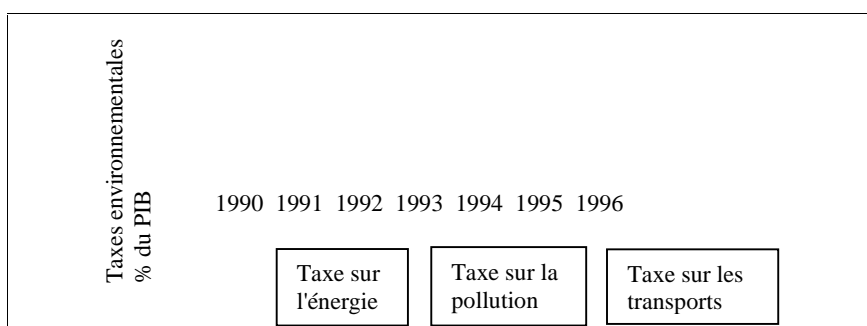 Taxes environnementales
% du PIB
1990 1991 1992 1993 1994 1995 1996
Taxe sur
l'énergie
Taxe sur la
pollution
Taxe sur les
transports